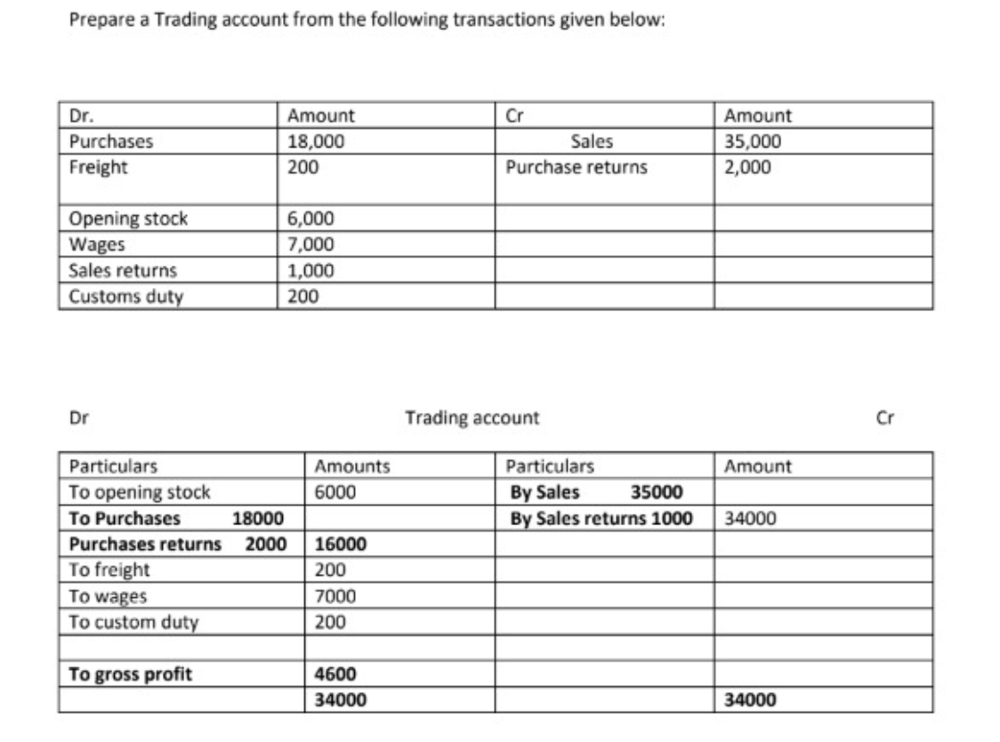 Prepare a Trading account from the following transactions given below:
Dr. Amount Cr Amount
Purchases 18,000 Sales 35,000
Freight 200 Purchase returns 2,000
Opening stock 6,000
Wages 7,000
Sales returns 1,000
Customs duty 200
Dr Trading account Cr
Particulars Amounts Particulars Amount
To opening stock 6000 By Sales 35000
To Purchases 18000 By Sales returns 1000 34000
Purchases returns 2000 16000
To freight 200
To wages 7000
To custom duty 200
To gross profit 4600
34000 34000